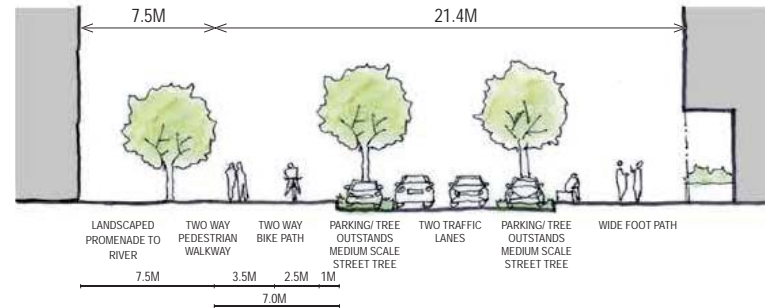 7.5M
21.4M
LANDSCAPED
PROMENADE TO
RIVER
TWO WAY
PEDESTRIAN
WALKWAY
TWO WAY
BIKE PATH
PARKING/ TREE
OUTSTANDS
MEDIUM SCALE
STREET TREE
TWO TRAFFIC
LANES
PARKING/ TREE
OUTSTANDS
MEDIUM SCALE
STREET TREE
WIDE FOOT PATH
7.5M
3.5M
2.5M
1M
7.0M